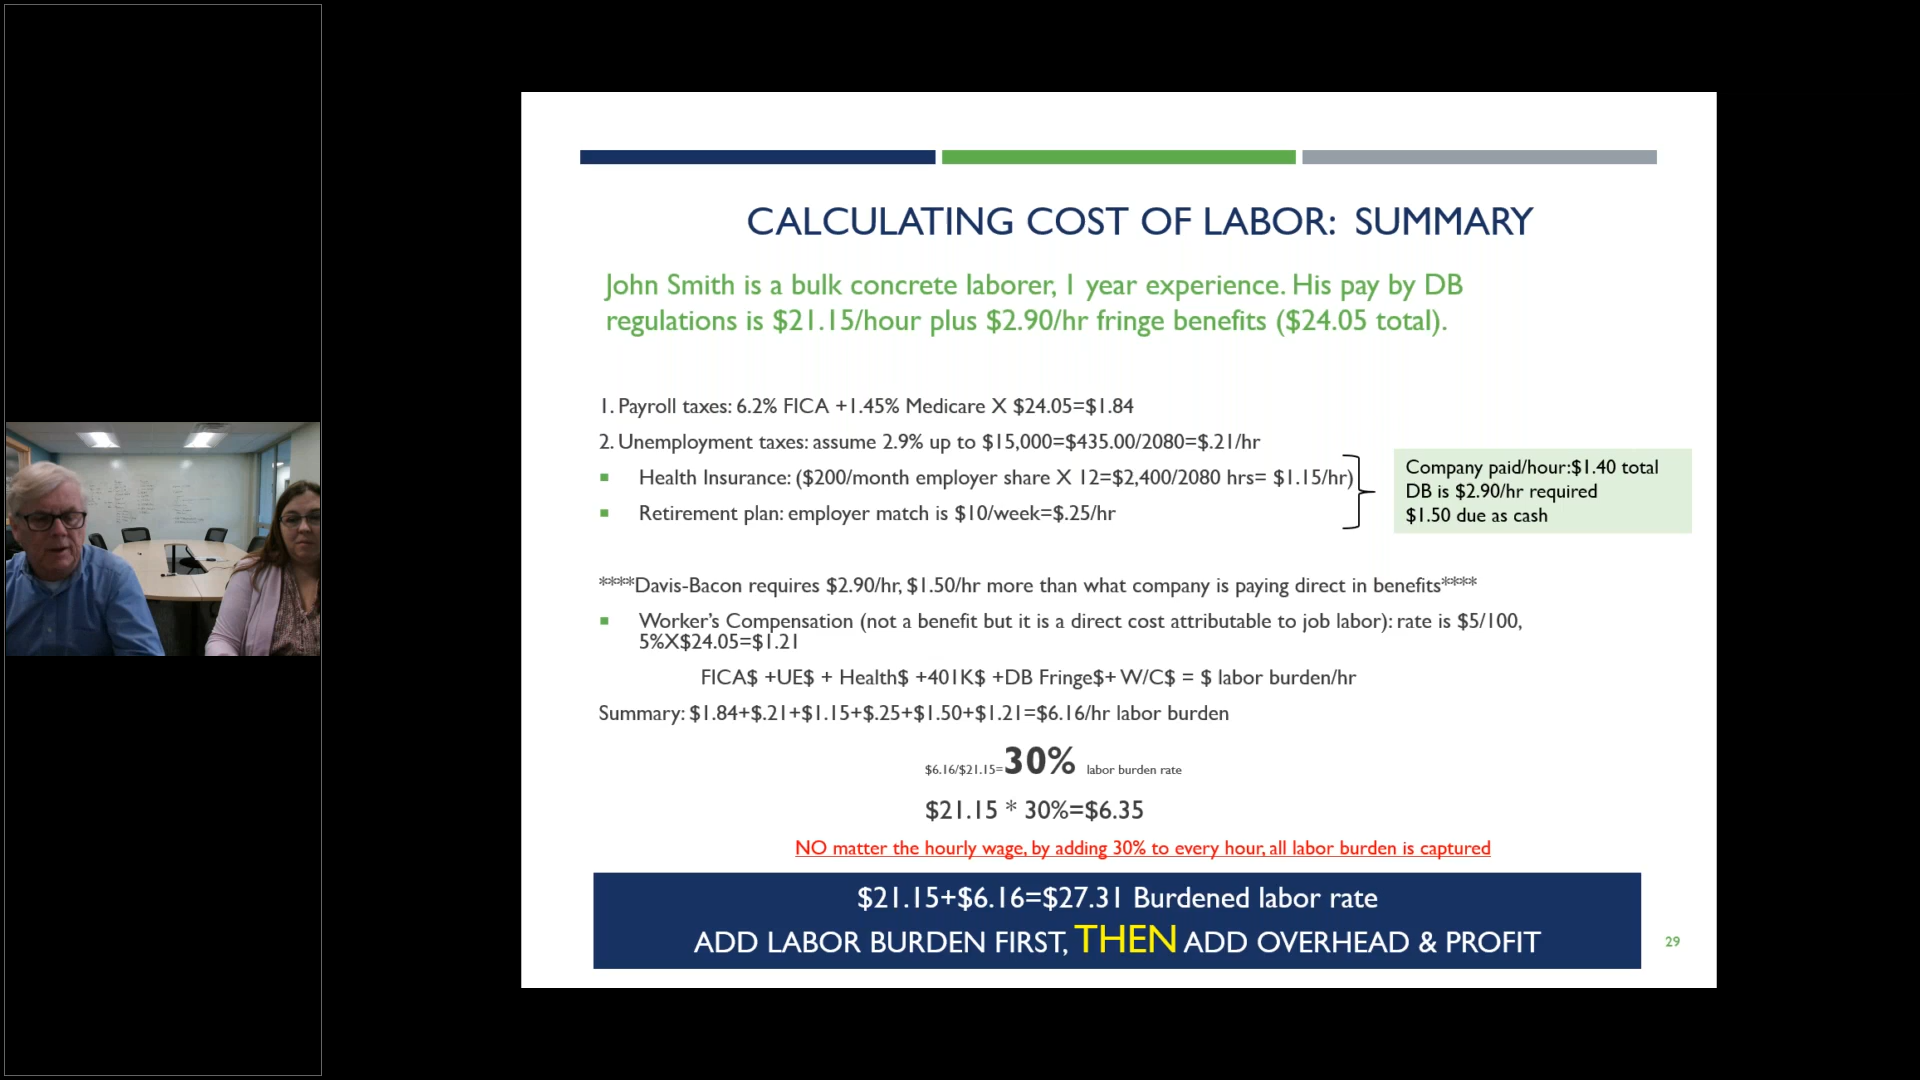 CALCULATING COST OF LABOR: SUMMARY
John Smith is a bulk concrete laborer, 1 year experience. His pay by DB
regulations is $21.15/hour plus $2.90/hr fringe benefits ($24.05 total).
1. Payroll taxes: 6.2% FICA +1.45% Medicare X $24.05=$1.84
2. Unemployment taxes: assume 2.9% up to $15,000=$435.00/2080=$.21/hr
Health Insurance: ($200/month employer share X 12=$2,400/2080 hrs= $1.15/hr)
Retirement plan: employer match is $10/week=$.25/hr
Company paid/hour:$1.40 total
DB is $2.90/hr required
$1.50 due as cash
****Davis-Bacon requires $2.90/hr, $1.50/hr more than what company is paying direct in benefits****
Worker's Compensation (not a benefit but it is a direct cost attributable to job labor): rate is $5/100,
5%X$24.05=$1.21
FICA$ +UE$ + Health$ +401K$ +DB Fringe$+ W/C$ = $ labor burden/hr
Summary: $1.84+$.21+$1.15+$.25+$1.50+$1.21=$6.16/hr labor burden
$6.16/$21.15=30% labor burden rate
$21.15 * 30%=$6.35
NO matter the hourly wage, by adding 30% to every hour, all labor burden is captured
$21.15+$6.16=$27.31 Burdened labor rate
ADD LABOR BURDEN FIRST, THEN ADD OVERHEAD & PROFIT
29